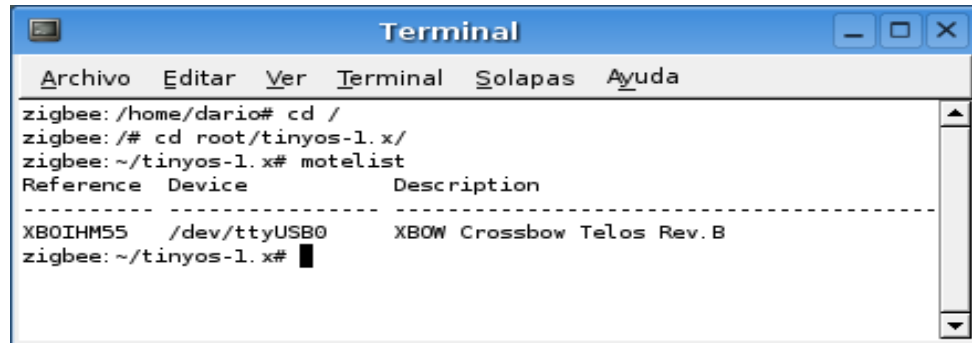 Terminal
Archivo Editar Ver Terminal Solapas Ayuda
zigbee:/home/dario# cd /
zigbee:/# cd root/tinyos-1.x/
zigbee:~/tinyos-1.x# motelist
Reference Device Description
---------- ---------------- ----------------------------------------
XBOIHM55 /dev/ttyUSB0 XBOW Crossbow Telos Rev.B
zigbee:~/tinyos-1.x#